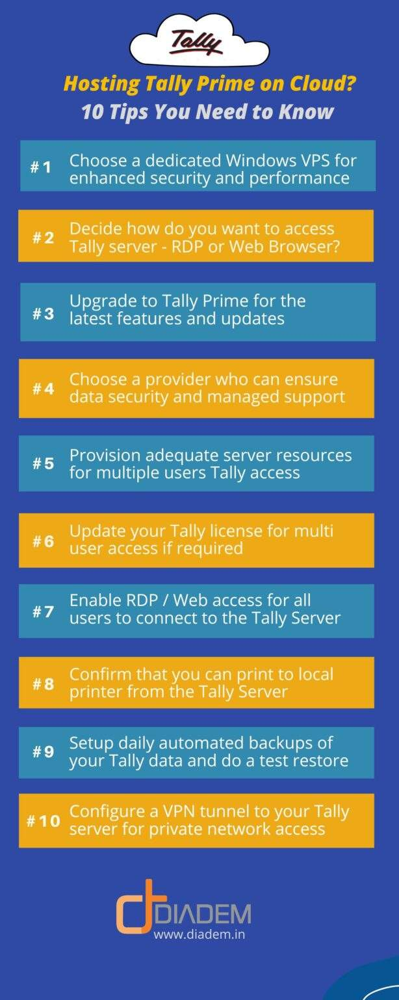 Tally
Hosting Tally Prime on Cloud?
10 Tips You Need to Know
#1
Choose a dedicated Windows VPS for
enhanced security and performance
#2
Decide how do you want to access
Tally server - RDP or Web Browser?
#3
Upgrade to Tally Prime for the
latest features and updates
#4
Choose a provider who can ensure
data security and managed support
#5
Provision adequate server resources
for multiple users Tally access
#6
Update your Tally license for multi
user access if required
#7
Enable RDP / Web access for all
users to connect to the Tally Server
#8
Confirm that you can print to local
printer from the Tally Server
#9
Setup daily automated backups of
your Tally data and do a test restore
#10
Configure a VPN tunnel to your Tally
server for private network access
dt DIADEM
www.diadem.in